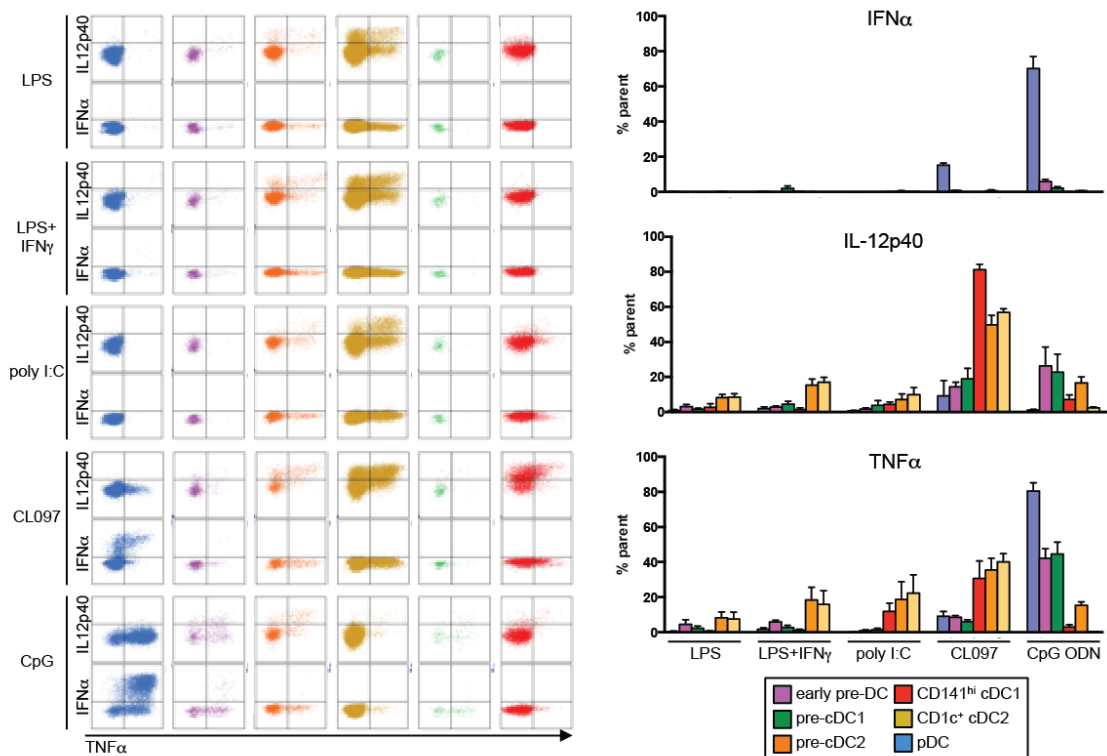 LPS
IL12p40
IFNα
LPS+
IFNγ
IL12p40
IFNα
poly I:C
IL12p40
IFNα
CL097
IL12p40
IFNα
CpG
IL12p40
IFNα
TNFα
IFNα
% parent
100
80
60
40
20
0
IL-12p40
% parent
100
80
60
40
20
0
TNFα
% parent
100
80
60
40
20
0
LPS
LPS+IFNγ
poly I:C
CL097
CpG ODN
early pre-DC
CD141hi cDC1
pre-cDC1
CD1c+ cDC2
pre-cDC2
pDC